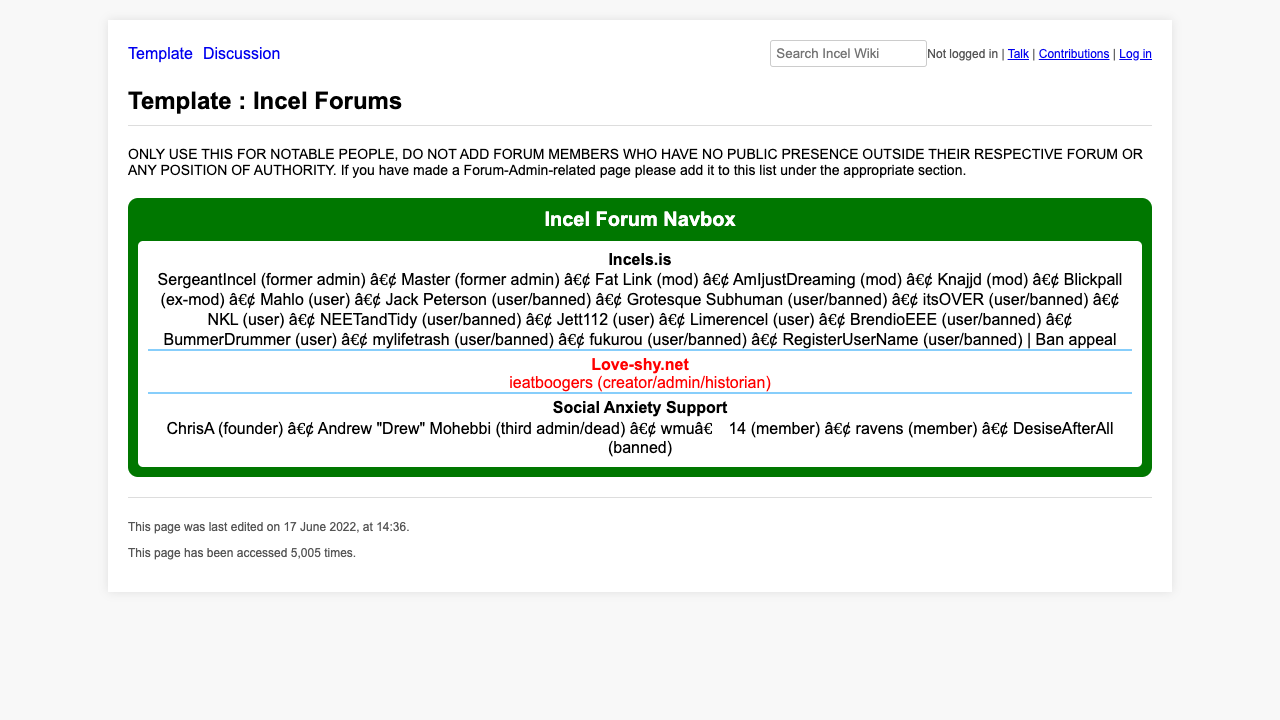 Template Discussion Search Incel Wiki Not logged in | Talk | Contributions | Log in
Template : Incel Forums
ONLY USE THIS FOR NOTABLE PEOPLE, DO NOT ADD FORUM MEMBERS WHO HAVE NO PUBLIC PRESENCE OUTSIDE THEIR RESPECTIVE FORUM OR
ANY POSITION OF AUTHORITY. If you have made a Forum-Admin-related page please add it to this list under the appropriate section.
Incel Forum Navbox
Incels.is
SergeantIncel (former admin) â€¢ Master (former admin) â€¢ Fat Link (mod) â€¢ AmIjustDreaming (mod) â€¢ Knajjd (mod) â€¢ Blickpall
(ex-mod) â€¢ Mahlo (user) â€¢ Jack Peterson (user/banned) â€¢ Grotesque Subhuman (user/banned) â€¢ itsOVER (user/banned) â€¢
NKL (user) â€¢ NEETandTidy (user/banned) â€¢ Jett112 (user) â€¢ Limerencel (user) â€¢ BrendioEEE (user/banned) â€¢
BummerDrummer (user) â€¢ mylifetrash (user/banned) â€¢ fukurou (user/banned) â€¢ RegisterUserName (user/banned) | Ban appeal
Love-shy.net
ieatboogers (creator/admin/historian)
Social Anxiety Support
ChrisA (founder) â€¢ Andrew "Drew" Mohebbi (third admin/dead) â€¢ wmuâ€ 14 (member) â€¢ ravens (member) â€¢ DesiseAfterAll
(banned)
This page was last edited on 17 June 2022, at 14:36.
This page has been accessed 5,005 times.